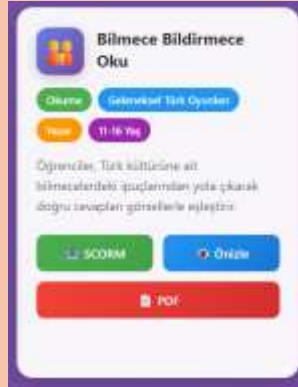 Bilmece Bildirmece
Oku
Okuma
Geleneksel Türk Oyunları
Yazma
11-16 Yaş
Öğrenciler, Türk kültürüne ait
bilmecelerdeki ipuçlarından yola çıkarak
doğru cevapları görsellerle eşleştirir.
SCORM
Önizle
PDF